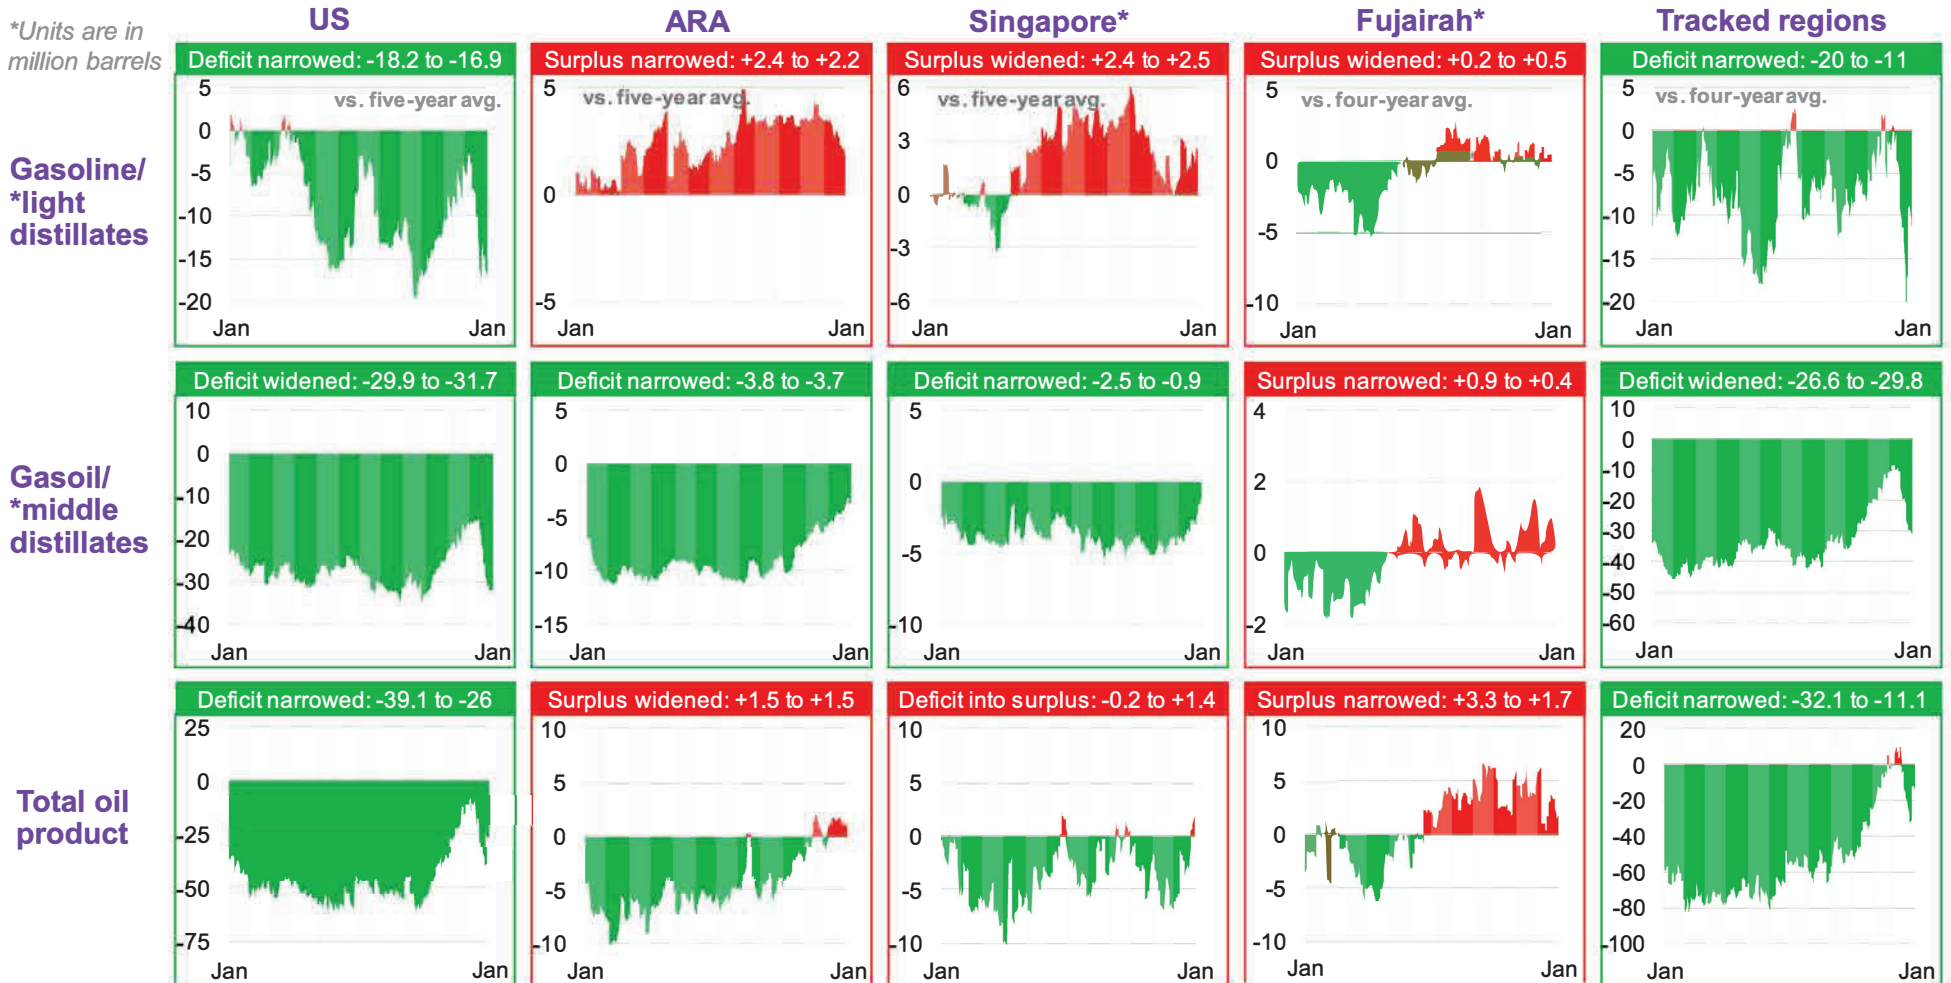 *Units are in
million barrels
US
ARA
Singapore*
Fujairah*
Tracked regions
Gasoline/
*light
distillates
Deficit narrowed: -18.2 to -16.9
vs. five-year avg.
5
0
-5
-10
-15
-20
Jan
Jan
Surplus narrowed: +2.4 to +2.2
vs. five-year avg.
5
0
-5
Jan
Jan
Surplus widened: +2.4 to +2.5
vs. five-year avg.
6
3
0
-3
-6
Jan
Jan
Surplus widened: +0.2 to +0.5
vs. four-year avg.
5
0
-5
-10
Jan
Jan
Deficit narrowed: -20 to -11
vs. four-year avg.
5
0
-5
-10
-15
-20
Jan
Jan
Gasoil/
*middle
distillates
Deficit widened: -29.9 to -31.7
10
0
-10
-20
-30
-40
Jan
Jan
Deficit narrowed: -3.8 to -3.7
5
0
-5
-10
-15
Jan
Jan
Deficit narrowed: -2.5 to -0.9
5
0
-5
-10
Jan
Jan
Surplus narrowed: +0.9 to +0.4
4
2
0
-2
Jan
Jan
Deficit widened: -26.6 to -29.8
10
0
-10
-20
-30
-40
-50
-60
Jan
Jan
Total oil
product
Deficit narrowed: -39.1 to -26
25
0
-25
-50
-75
Jan
Jan
Surplus widened: +1.5 to +1.5
10
5
0
-5
-10
Jan
Jan
Deficit into surplus: -0.2 to +1.4
10
5
0
-5
-10
Jan
Jan
Surplus narrowed: +3.3 to +1.7
10
5
0
-5
-10
Jan
Jan
Deficit narrowed: -32.1 to -11.1
20
0
-20
-40
-60
-80
-100
Jan
Jan